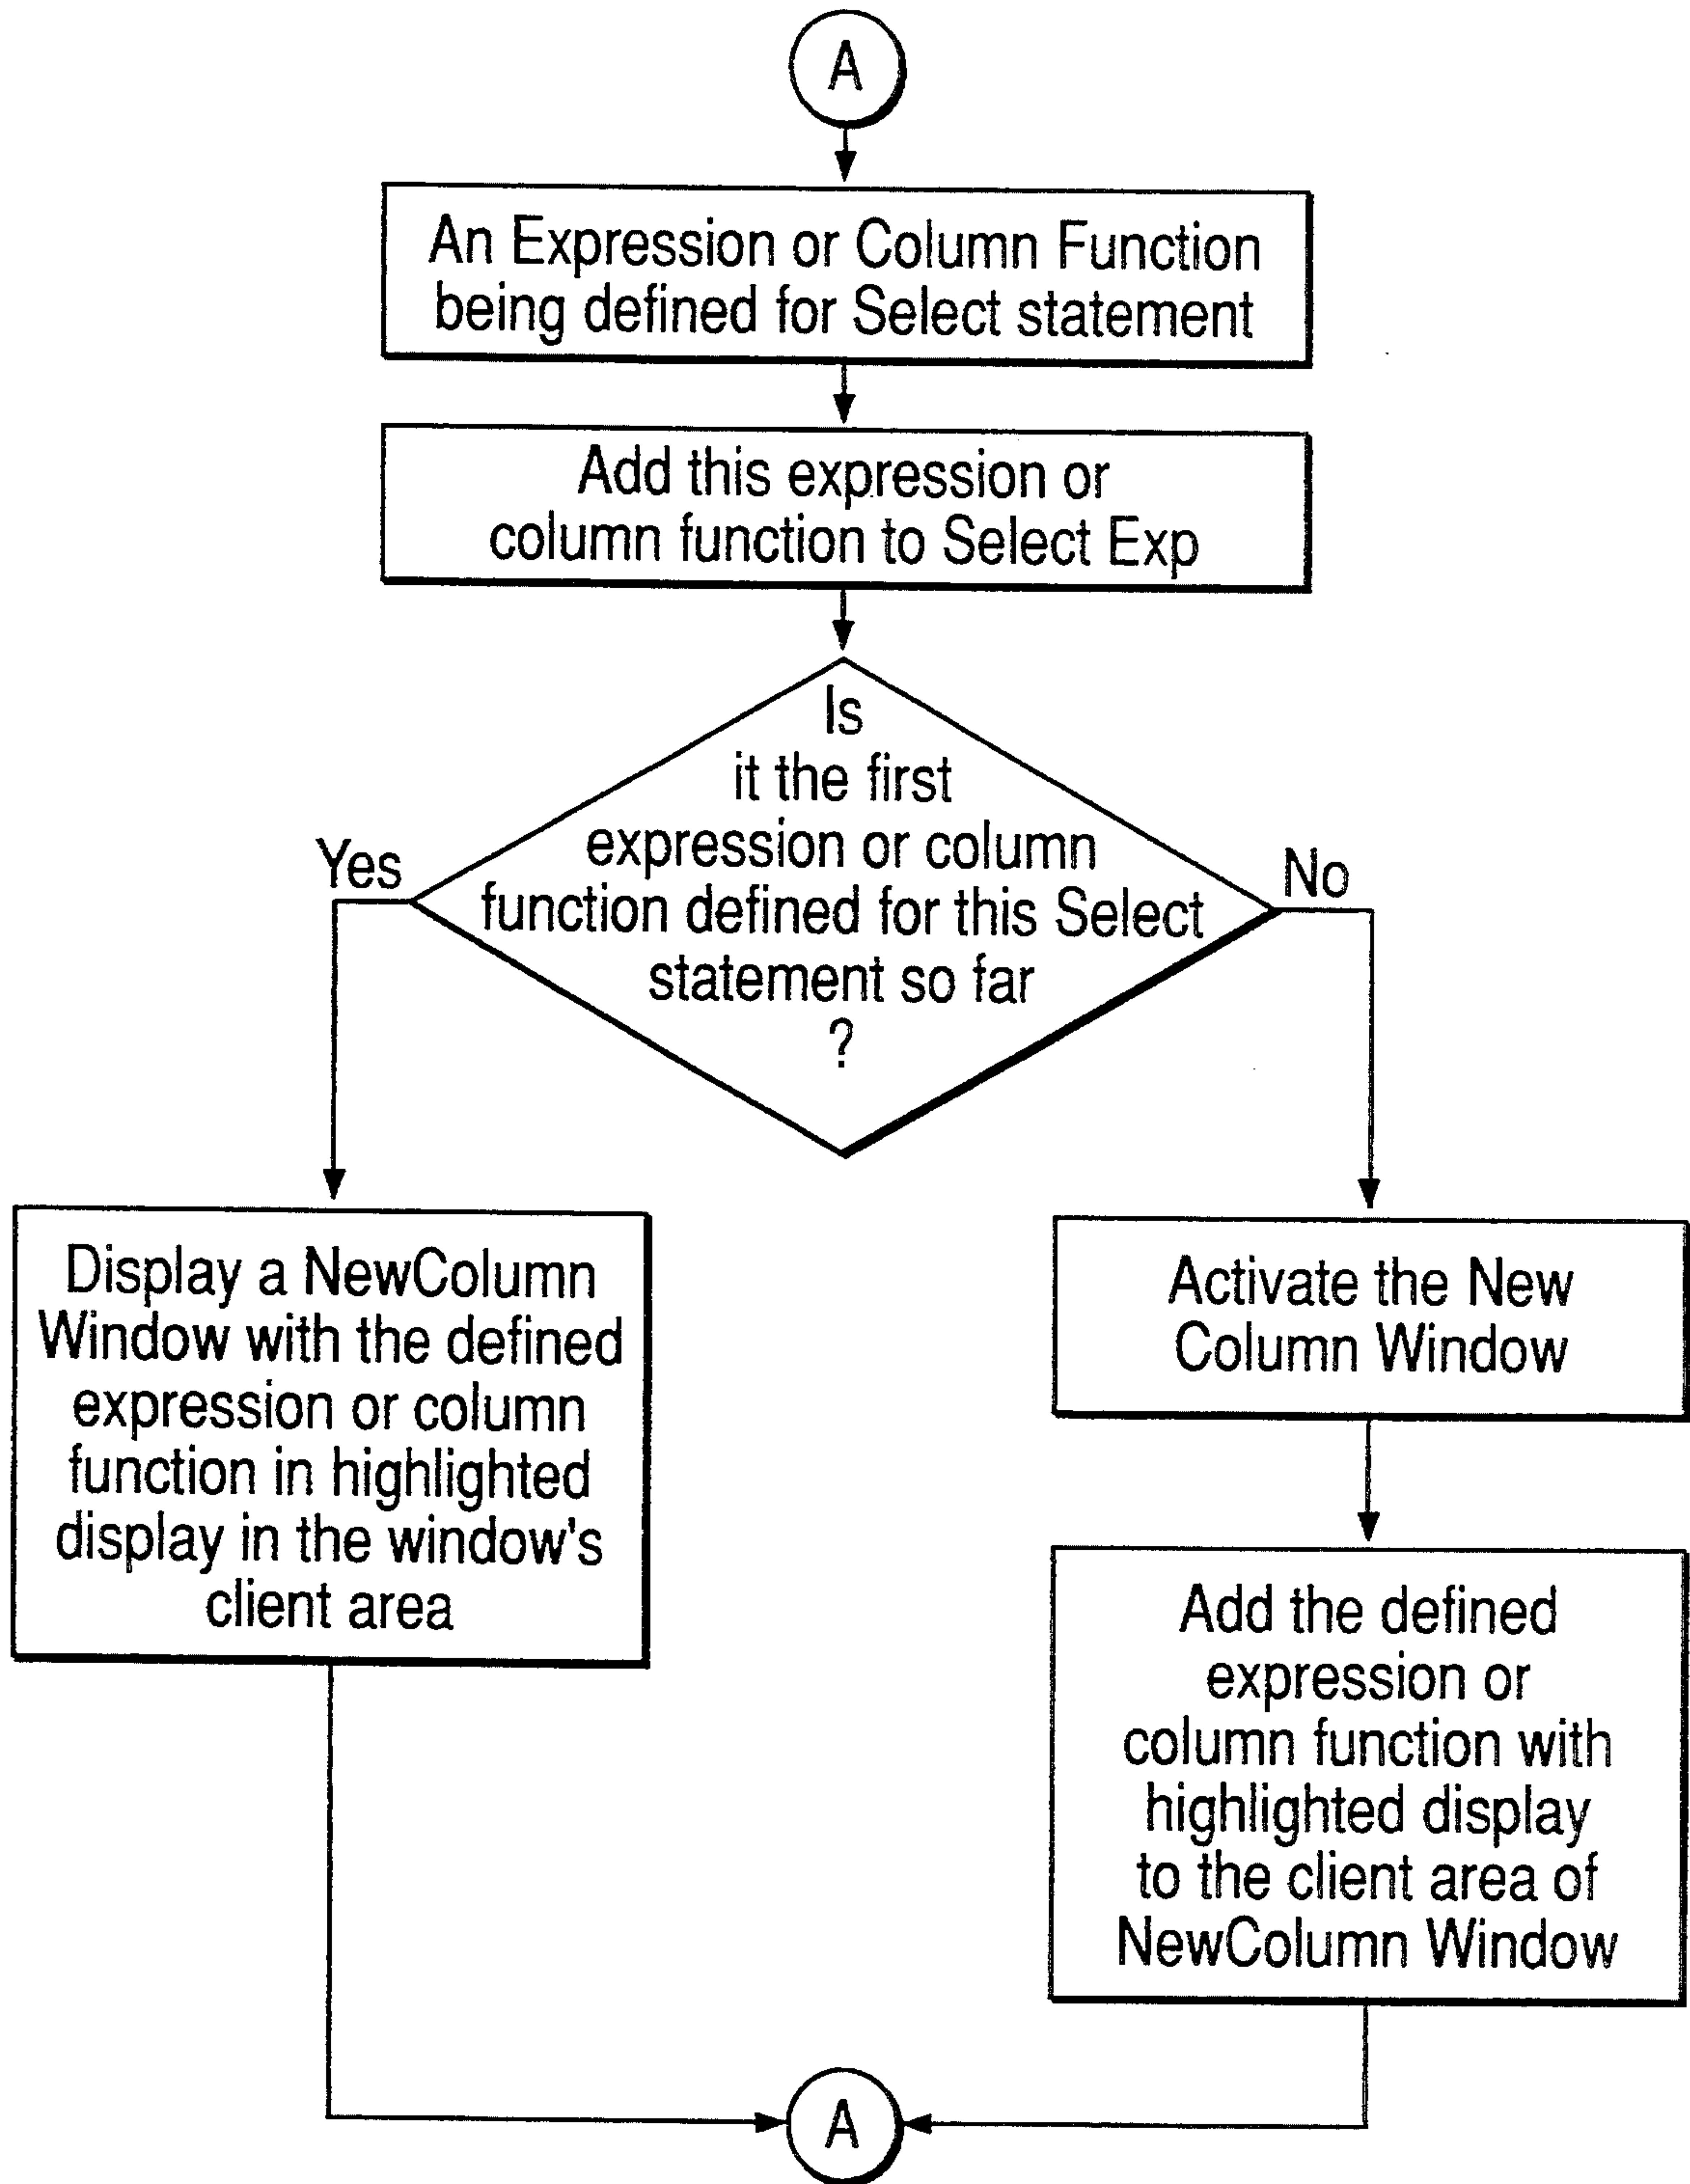 A
An Expression or Column Function
being defined for Select statement
Add this expression or
column function to Select Exp
Is
it the first
expression or column
function defined for this Select
statement so far
?
Yes
No
Display a NewColumn
Window with the defined
expression or column
function in highlighted
display in the window's
client area
Activate the New
Column Window
Add the defined
expression or
column function with
highlighted display
to the client area of
NewColumn Window
A